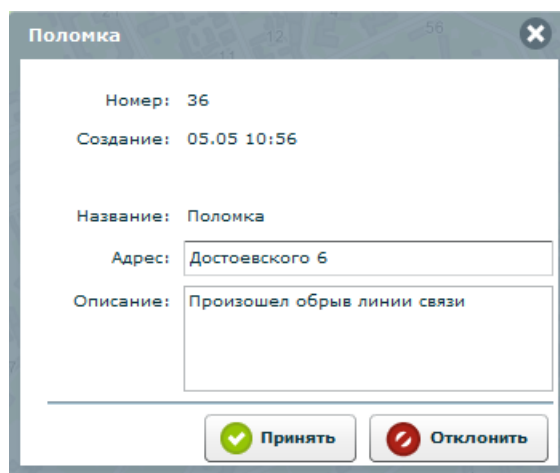 Поломка
Номер: 36
Создание: 05.05 10:56
Название: Поломка
Адрес: Достоевского 6
Описание: Произошел обрыв линии связи
Принять Отклонить